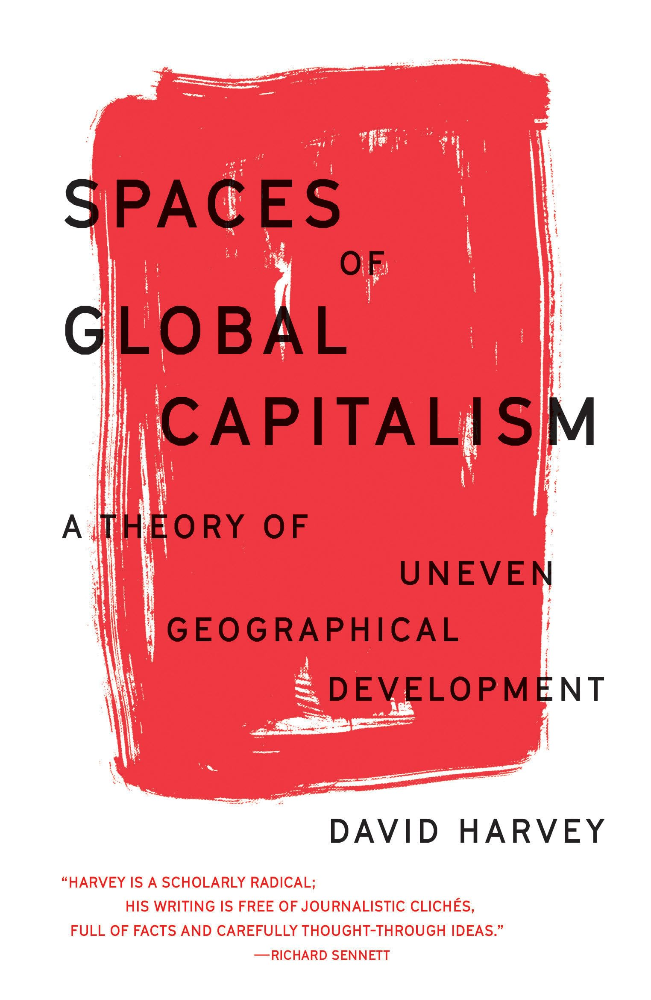 SPACES
OF
GLOBAL
CAPITALISM
A THEORY OF
UNEVEN
GEOGRAPHICAL
DEVELOPMENT
DAVID HARVEY
“HARVEY IS A SCHOLARLY RADICAL;
HIS WRITING IS FREE OF JOURNALISTIC CLICHÉS,
FULL OF FACTS AND CAREFULLY THOUGHT-THROUGH IDEAS.”
—RICHARD SENNETT